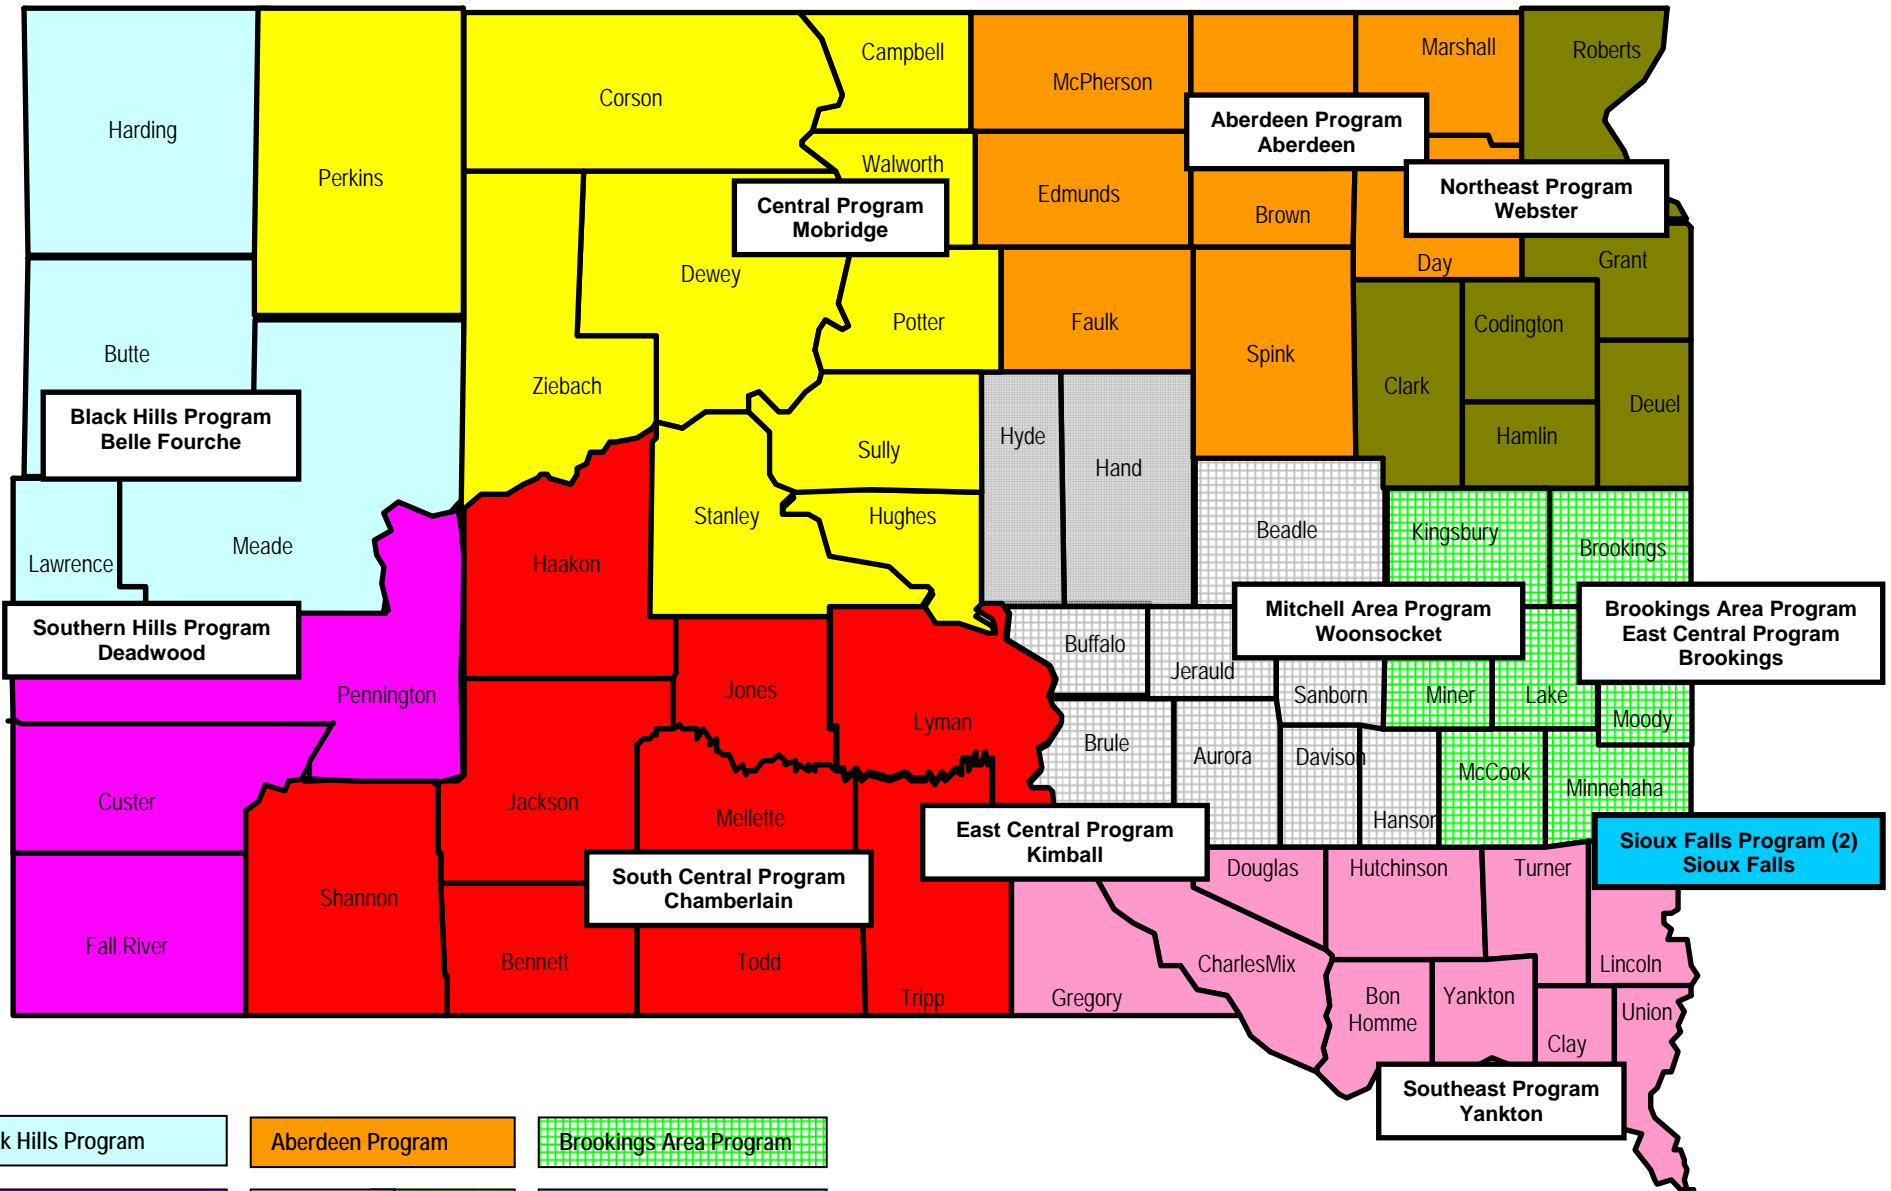 Campbell
Marshall
Roberts
McPherson
Corson
Harding
Aberdeen Program
Aberdeen
Walworth
Perkins
Northeast Program
Webster
Edmunds
Central Program
Mobridge
Brown
Dewey
Day
Grant
Potter
Faulk
Codington
Butte
Spink
Ziebach
Clark
Deuel
Black Hills Program
Belle Fourche
Hyde
Hamlin
Sully
Hand
Stanley
Hughes
Beadle
Kingsbury
Brookings
Meade
Lawrence
Haakon
Southern Hills Program
Deadwood
Mitchell Area Program
Woonsocket
Brookings Area Program
East Central Program
Brookings
Buffalo
Jerauld
Pennington
Jones
Sanborn
Miner
Lake
Moody
Lyman
Brule
Aurora
Davison
McCook
Minnehaha
Custer
Jackson
Mellette
Hanson
East Central Program
Kimball
Sioux Falls Program (2)
Sioux Falls
South Central Program
Chamberlain
Douglas
Hutchinson
Turner
Shannon
Fall River
Bennett
Todd
CharlesMix
Lincoln
Tripp
Gregory
Bon
Homme
Yankton
Union
Clay
Southeast Program
Yankton
k Hills Program
Aberdeen Program
Brookings Area Program